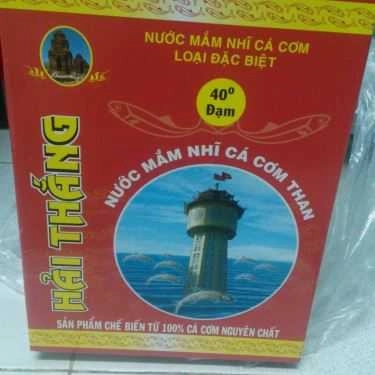 NƯỚC MẮM NHĨ CÁ CƠM
LOẠI ĐẶC BIỆT
40⁰
Đạm
HẢI THẮNG
NƯỚC MẮM NHĨ CÁ CƠM THAN
SẢN PHẨM CHẾ BIẾN TỪ 100% CÁ CƠM NGUYÊN CHẤT